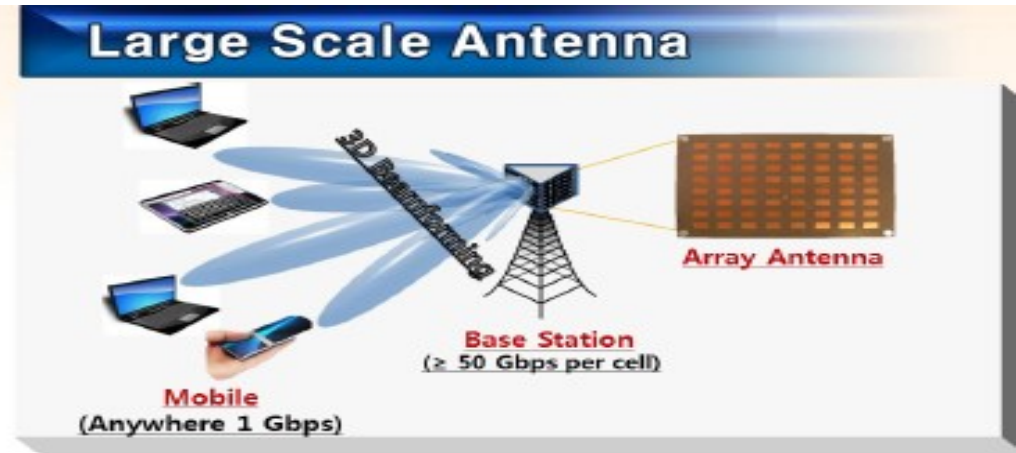 Large Scale Antenna
3D Beamforming
Array Antenna
Base Station
(≥ 50 Gbps per cell)
Mobile
(Anywhere 1 Gbps)